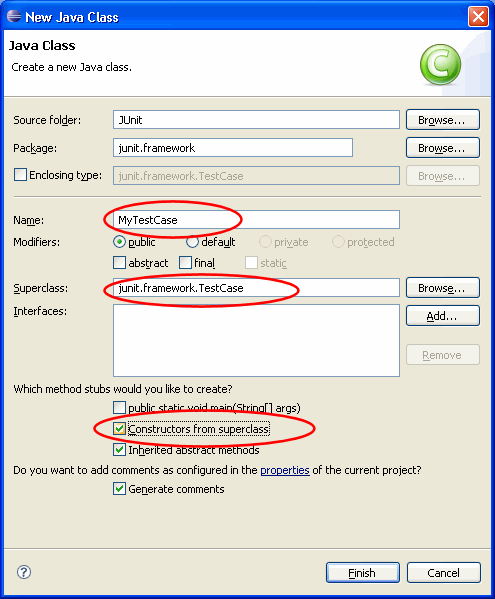 New Java Class
Java Class
Create a new Java class.
C
Source folder: JUnit Browse...
Package: junit.framework Browse...
Enclosing type: junit.framework.TestCase Browse...
Name: MyTestCase
Modifiers: public default private protected
abstract final static
Superclass: junit.framework.TestCase Browse...
Interfaces: Add...
Remove
Which method stubs would you like to create?
public static void main(String[] args)
Constructors from superclass
Inherited abstract methods
Do you want to add comments as configured in the properties of the current project?
Generate comments
? Finish Cancel